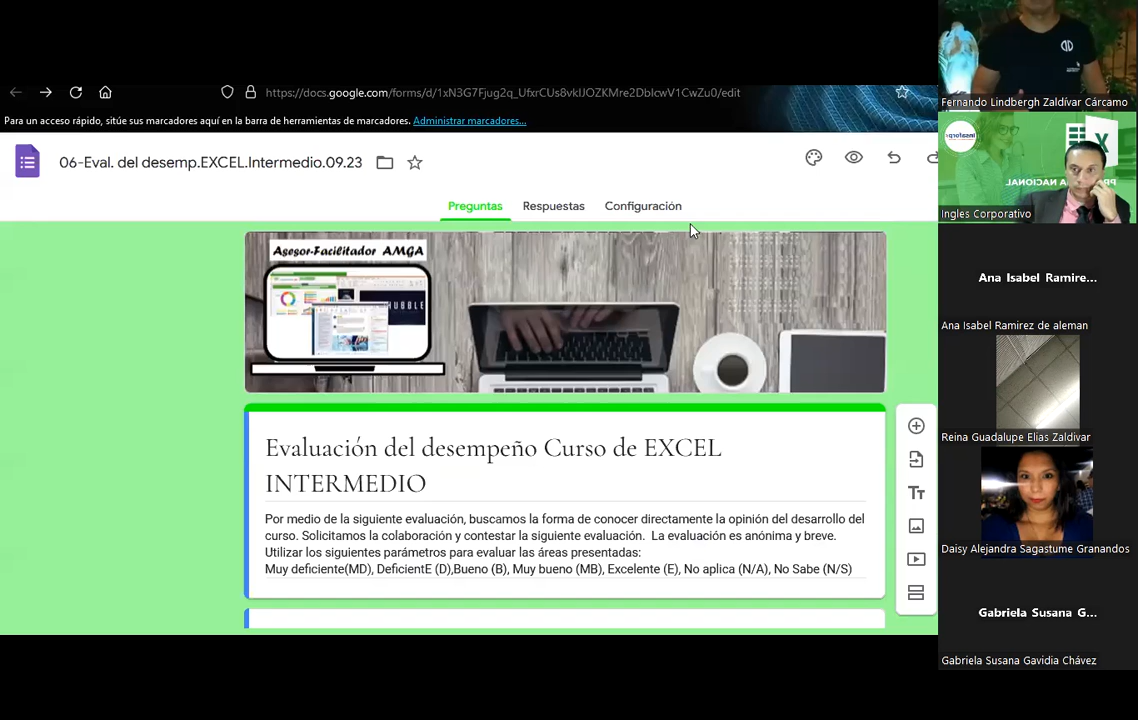 https://docs.google.com/forms/d/1xN3G7Fjug2q_UfxrCUs8vkIJOZKMre2DbIcwV1CwZu0/edit
Para un acceso rápido, sitúe sus marcadores aquí en la barra de herramientas de marcadores. Administrar marcadores...
06-Eval. del desemp.EXCEL.Intermedio.09.23
Preguntas Respuestas Configuración
Asesor-Facilitador AMGA
Evaluación del desempeño Curso de EXCEL
INTERMEDIO
Por medio de la siguiente evaluación, buscamos la forma de conocer directamente la opinión del desarrollo del
curso. Solicitamos la colaboración y contestar la siguiente evaluación. La evaluación es anónima y breve.
Utilizar los siguientes parámetros para evaluar las áreas presentadas:
Muy deficiente(MD), DeficientE (D),Bueno (B), Muy bueno (MB), Excelente (E), No aplica (N/A), No Sabe (N/S)
Fernando Lindbergh Zaldívar Cárcamo
insaforp
Ingles Corporativo
Ana Isabel Ramire...
Ana Isabel Ramirez de aleman
Reina Guadalupe Elias Zaldivar
Daisy Alejandra Sagastume Granandos
Gabriela Susana G...
Gabriela Susana Gavidia Chávez